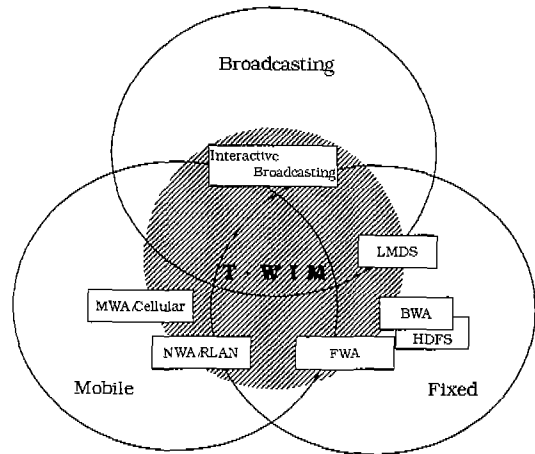 Broadcasting
Interactive
Broadcasting
LMDS
T - W I M
MWA/Cellular
BWA
HDFS
NWA/RLAN
FWA
Mobile
Fixed